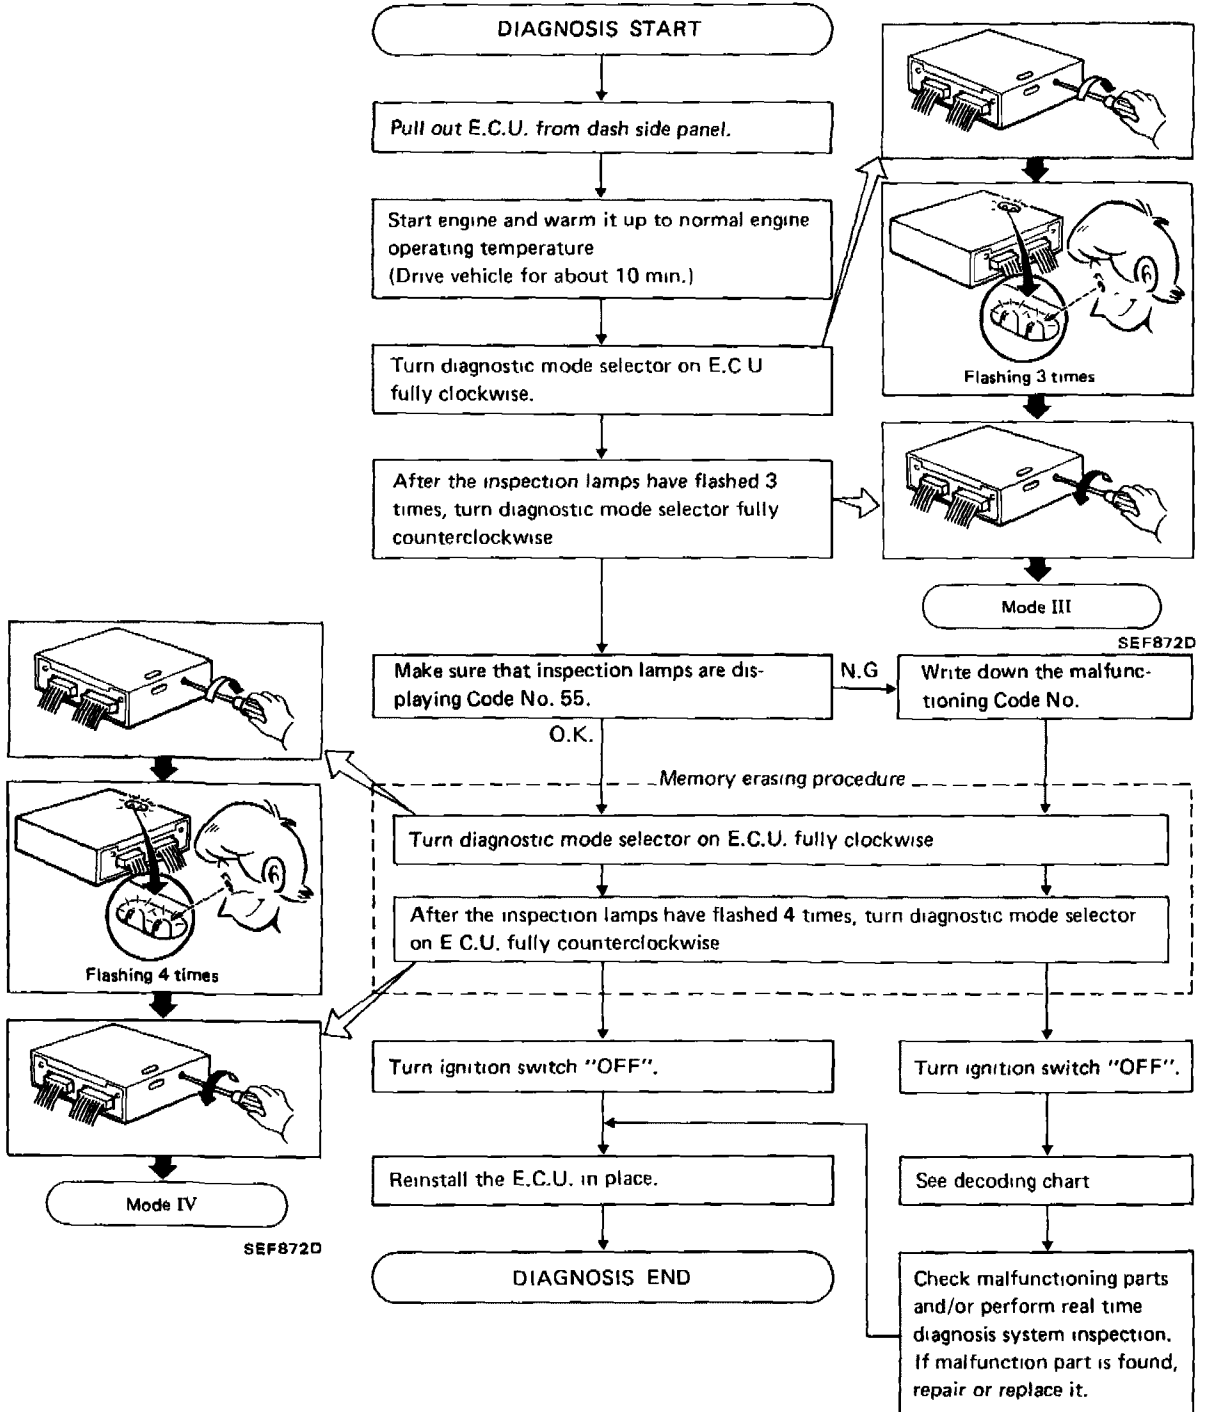 DIAGNOSIS START
Pull out E.C.U. from dash side panel.
Start engine and warm it up to normal engine
operating temperature
(Drive vehicle for about 10 min.)
Turn diagnostic mode selector on E.C U
fully clockwise.
After the inspection lamps have flashed 3
times, turn diagnostic mode selector fully
counterclockwise
Flashing 3 times
Mode III
SEF872D
Make sure that inspection lamps are dis-
playing Code No. 55.
N.G
Write down the malfunc-
tioning Code No.
O.K.
Memory erasing procedure
Turn diagnostic mode selector on E.C.U. fully clockwise
After the inspection lamps have flashed 4 times, turn diagnostic mode selector
on E C.U. fully counterclockwise
Flashing 4 times
Mode IV
SEF872D
Turn ignition switch "OFF".
Turn ignition switch "OFF".
Reinstall the E.C.U. in place.
See decoding chart
DIAGNOSIS END
Check malfunctioning parts
and/or perform real time
diagnosis system inspection.
If malfunction part is found,
repair or replace it.